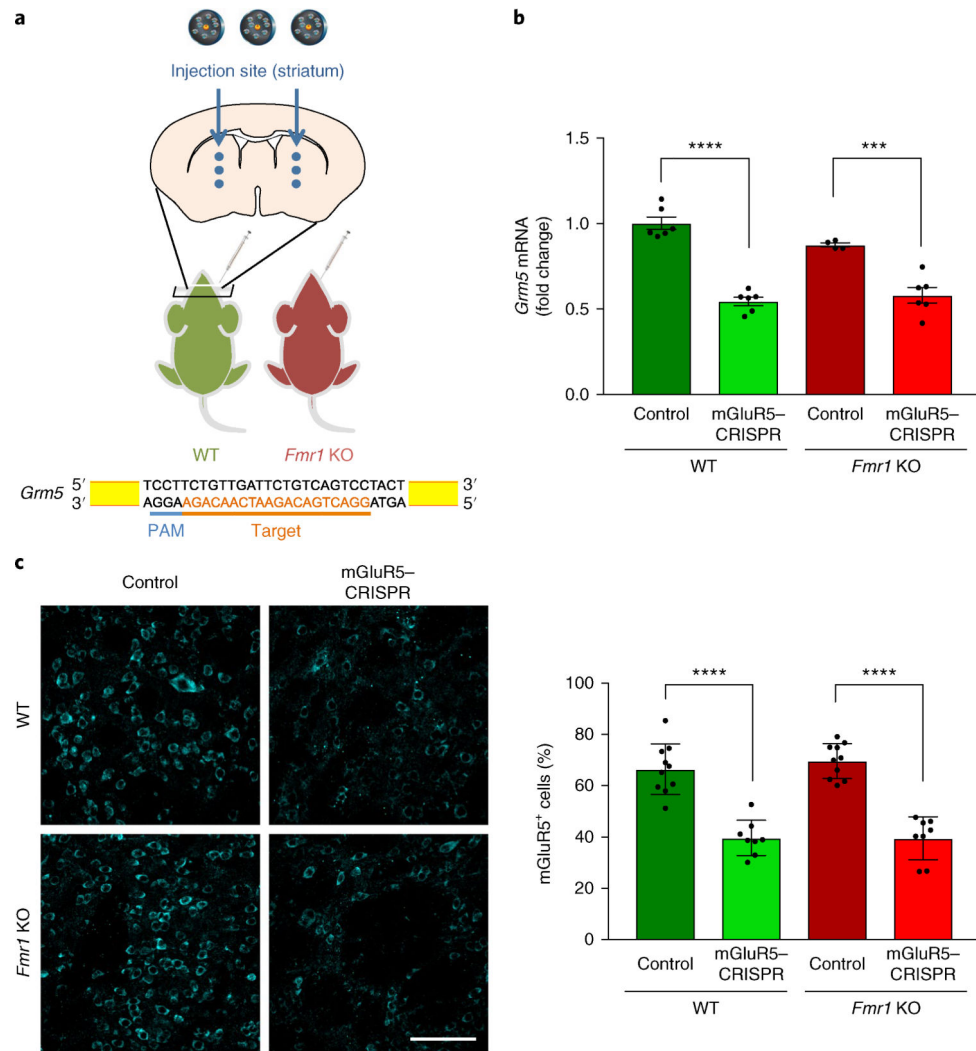 a
Injection site (striatum)
WT
Fmr1 KO
Grm5
5′ TCCTTCTGTTGATTCTGTCAGTCCTACT 3′
3′ AGGAAGACAACTAAGACAGTCAGGATGA 5′
PAM
Target
b
Grm5 mRNA
(fold change)
1.5
1.0
0.5
0.0
****
***
Control
mGluR5–
CRISPR
Control
mGluR5–
CRISPR
WT
Fmr1 KO
c
Control
mGluR5–
CRISPR
WT
Fmr1 KO
mGluR5+ cells (%)
100
80
60
40
20
0
****
****
Control
mGluR5–
CRISPR
Control
mGluR5–
CRISPR
WT
Fmr1 KO